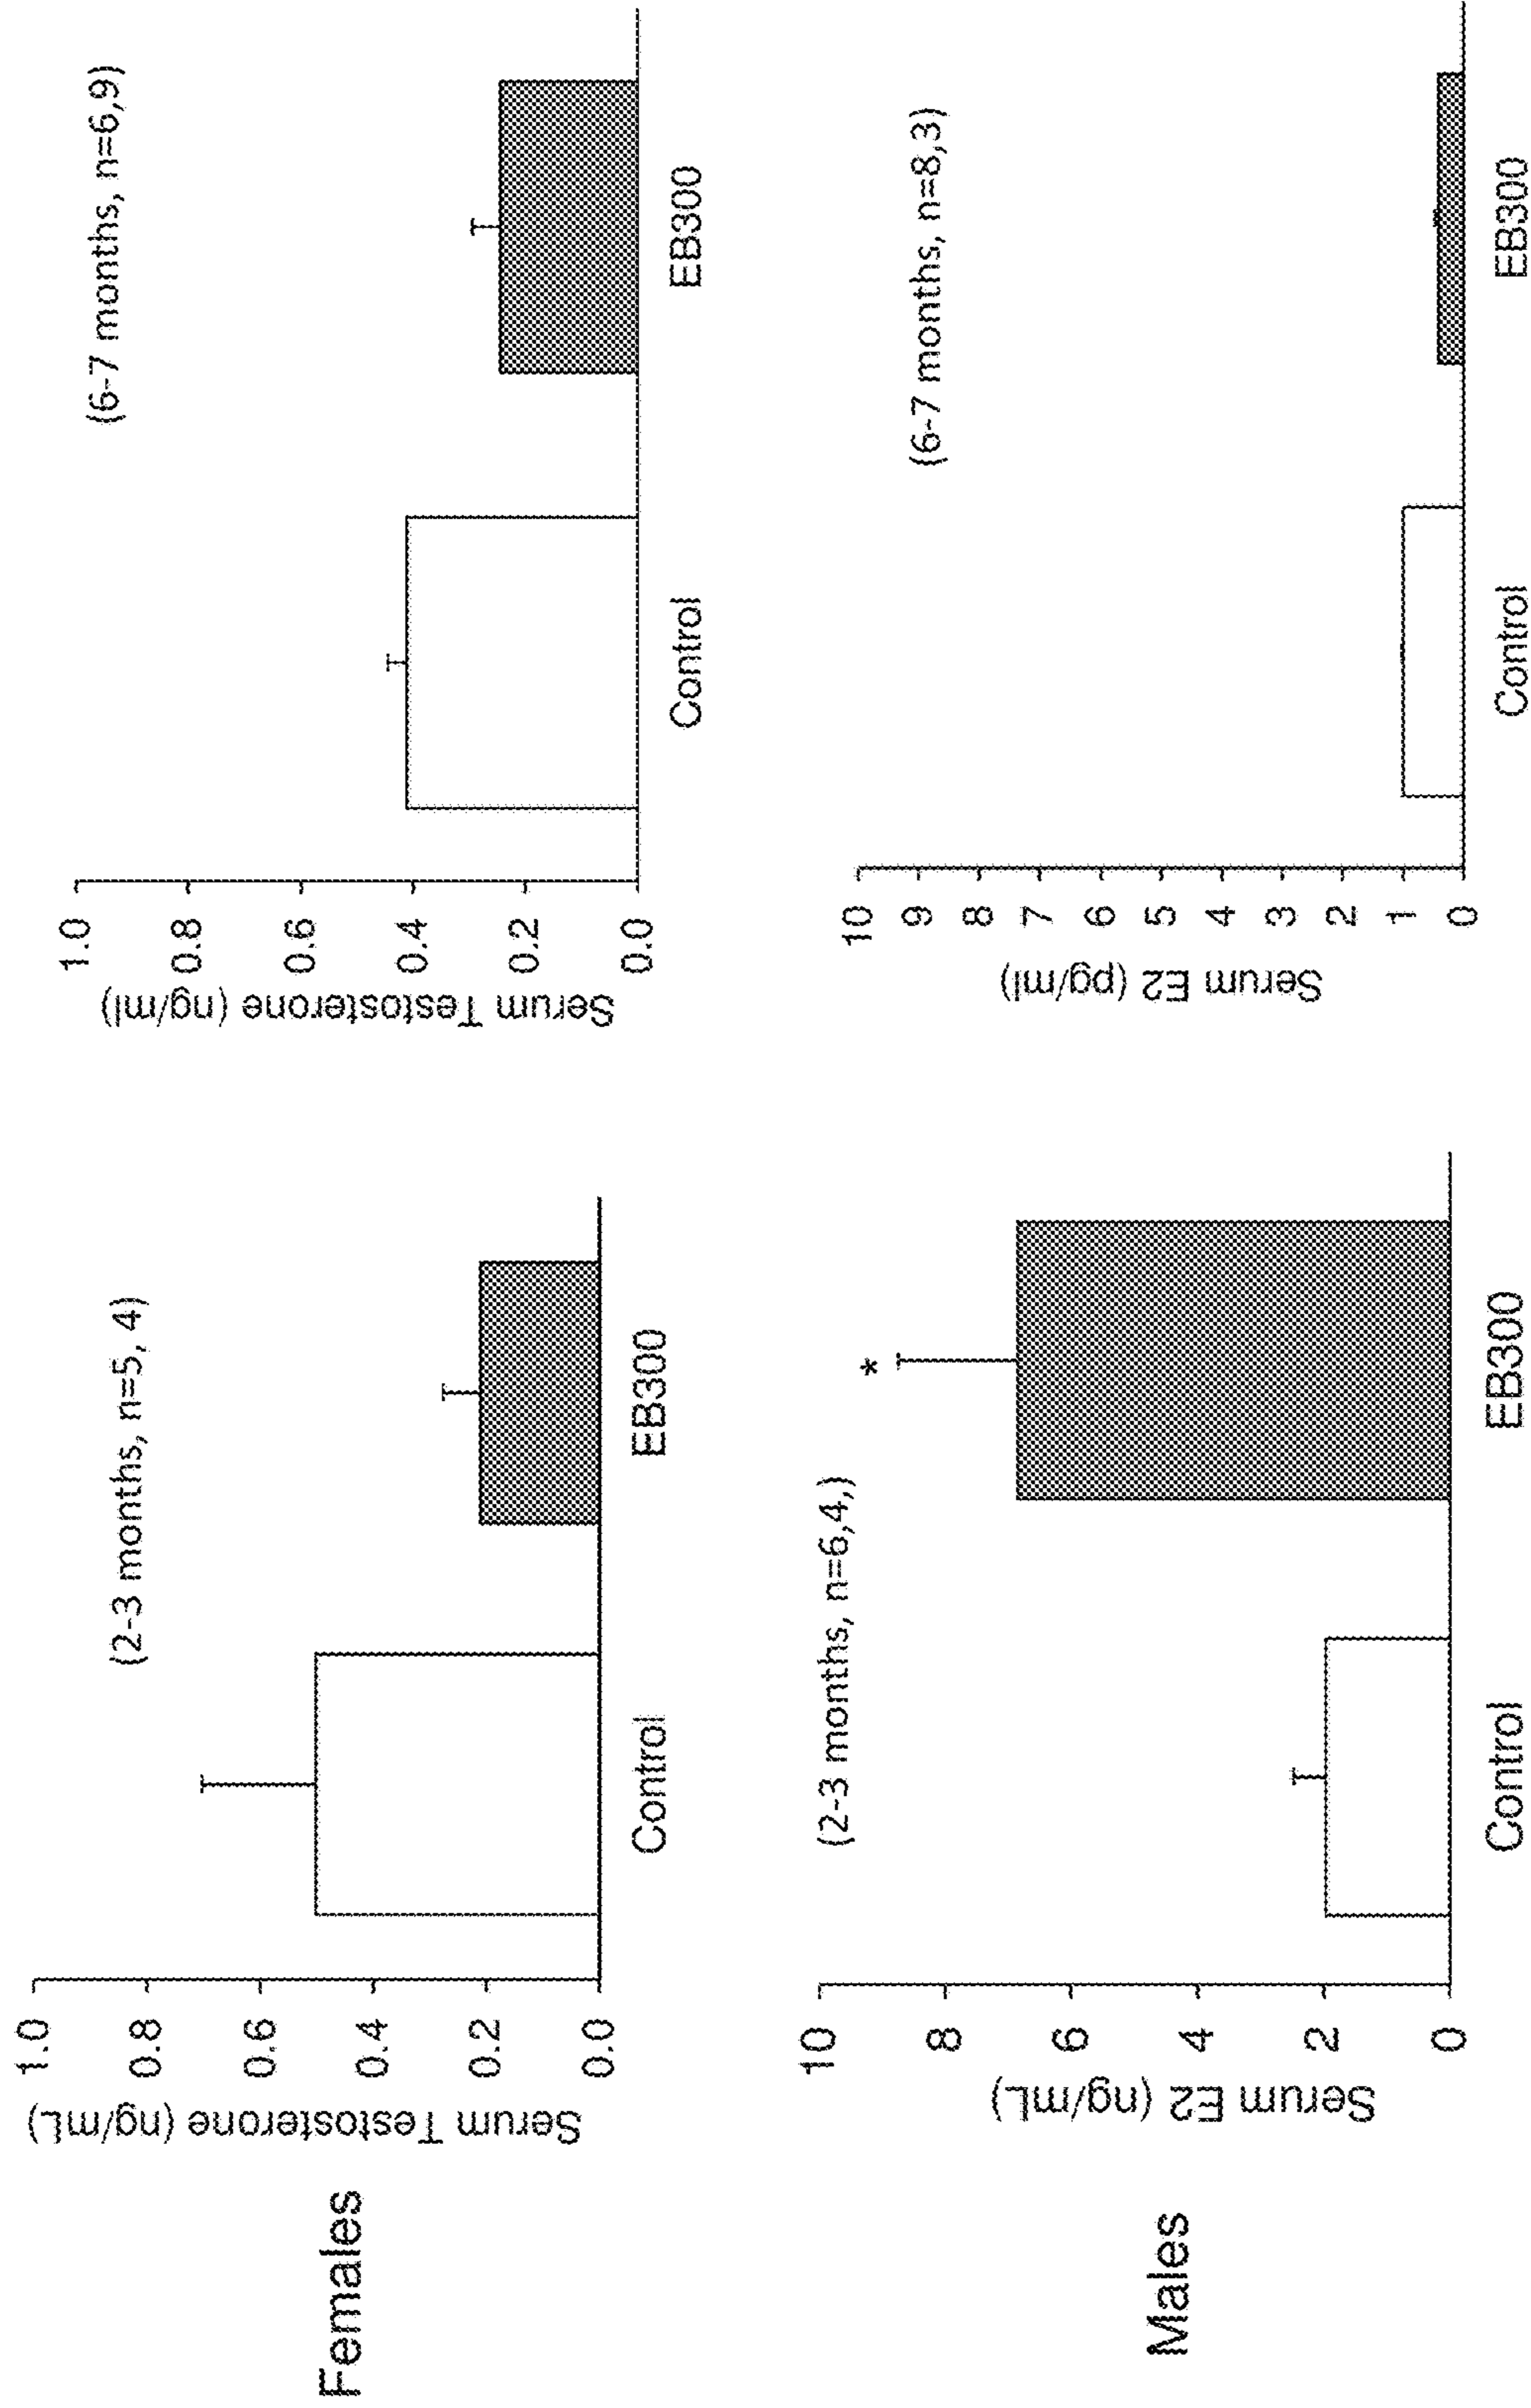 Females
Serum Testosterone (ng/mL)
1.0
0.8
0.6
0.4
0.2
0.0
(2-3 months, n=5, 4)
Control
EB300
Serum Testosterone (ng/ml)
1.0
0.8
0.6
0.4
0.2
0.0
(6-7 months, n=6,9)
Control
EB300
Males
Serum E2 (ng/mL)
10
8
6
4
2
0
(2-3 months, n=6,4,)
*
Control
EB300
Serum E2 (pg/ml)
10
9
8
7
6
5
4
3
2
1
0
(6-7 months, n=8,3)
Control
EB300